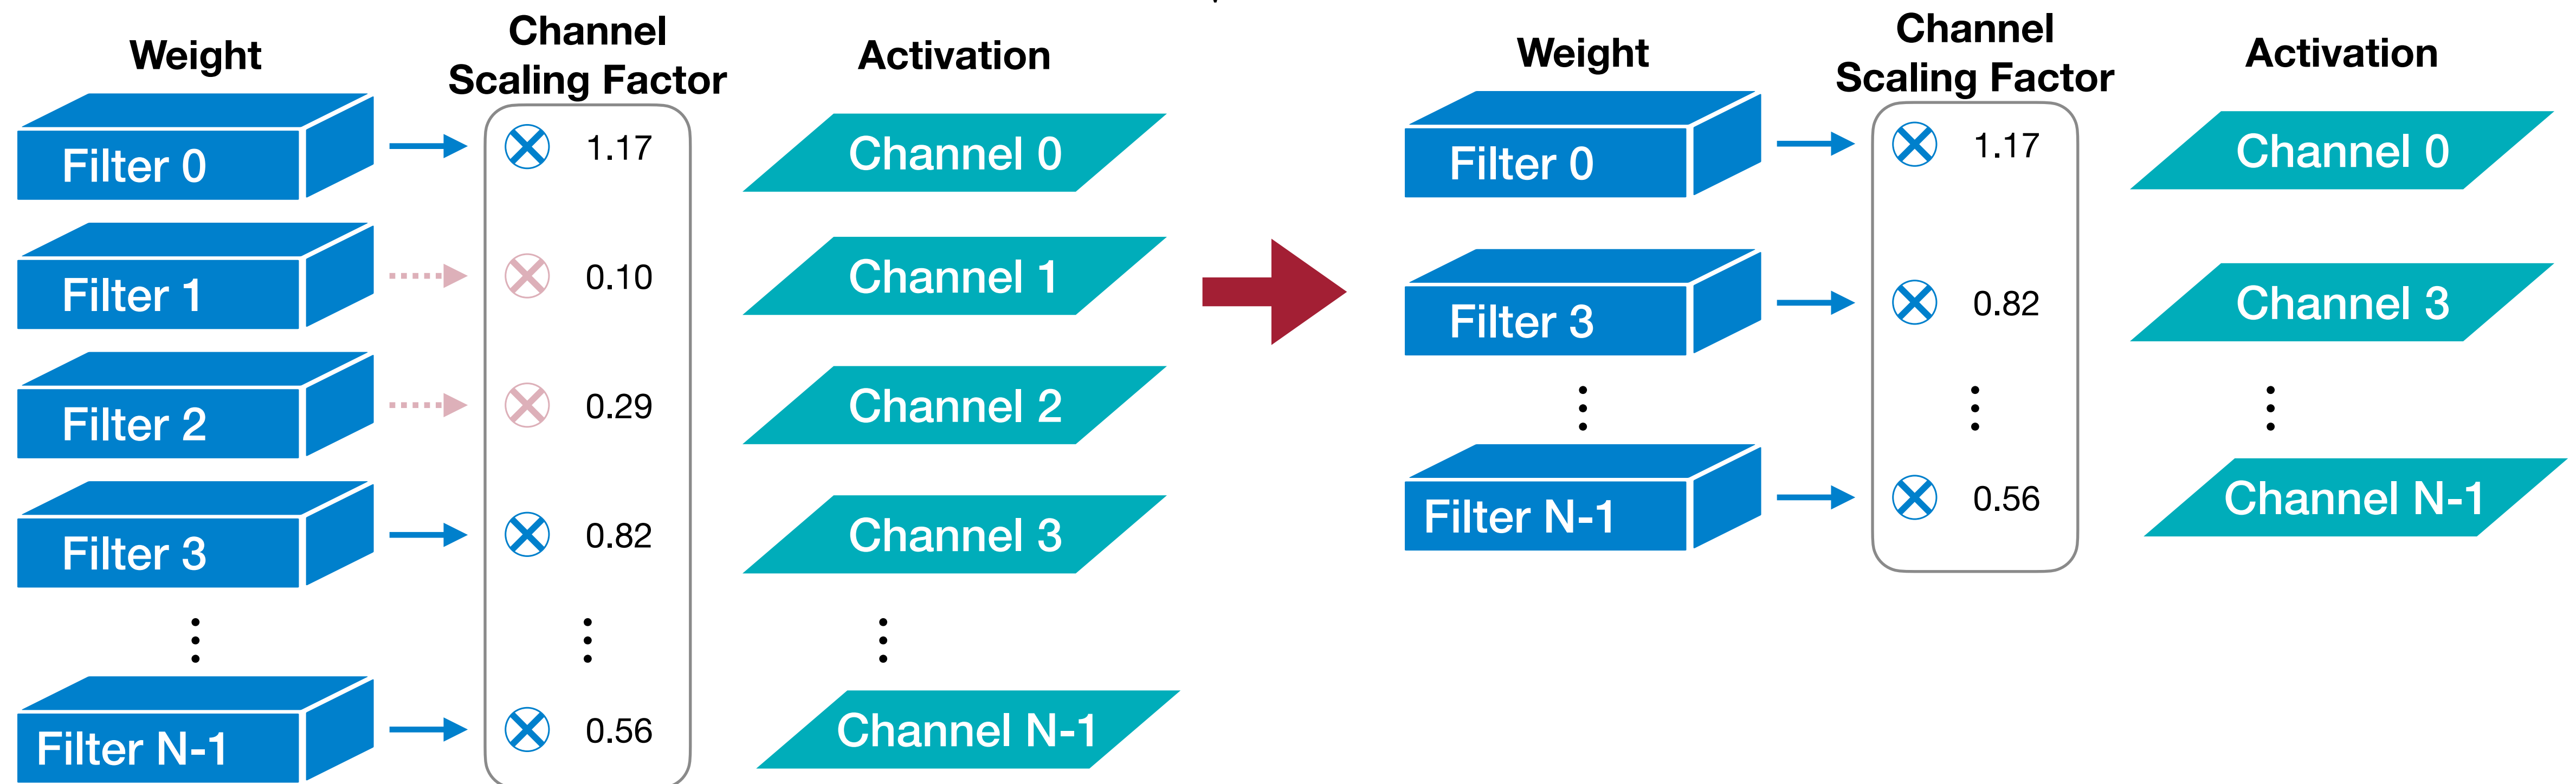 Weight
Channel
Scaling Factor
Activation
Filter 0
1.17
Channel 0
Filter 1
0.10
Channel 1
Filter 2
0.29
Channel 2
Filter 3
0.82
Channel 3
Filter N-1
0.56
Channel N-1
Weight
Channel
Scaling Factor
Activation
Filter 0
1.17
Channel 0
Filter 3
0.82
Channel 3
Filter N-1
0.56
Channel N-1